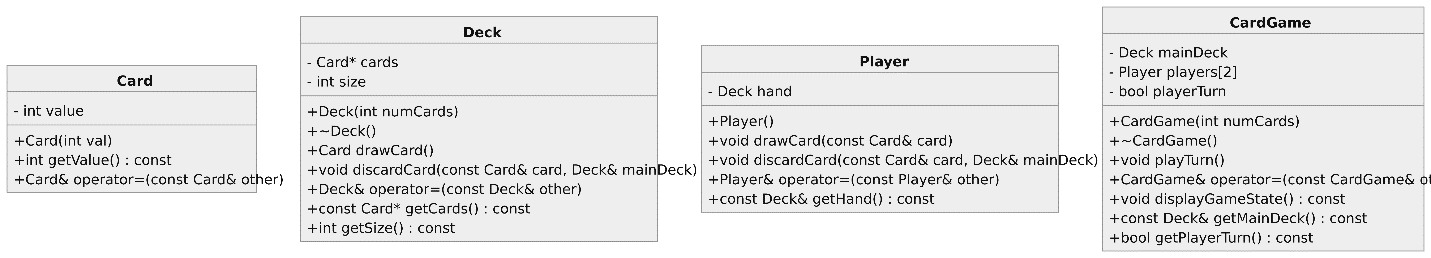 Card
- int value
+Card(int val)
+int getValue() : const
+Card& operator=(const Card& other)
Deck
- Card* cards
- int size
+Deck(int numCards)
+~Deck()
+Card drawCard()
+void discardCard(const Card& card, Deck& mainDeck)
+Deck& operator=(const Deck& other)
+const Card* getCards() : const
+int getSize() : const
Player
- Deck hand
+Player()
+void drawCard(const Card& card)
+void discardCard(const Card& card, Deck& mainDeck)
+Player& operator=(const Player& other)
+const Deck& getHand() : const
CardGame
- Deck mainDeck
- Player players[2]
- bool playerTurn
+CardGame(int numCards)
+~CardGame()
+void playTurn()
+CardGame& operator=(const CardGame&
+void displayGameState() : const
+const Deck& getMainDeck() : const
+bool getPlayerTurn() : const